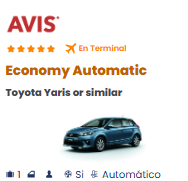 AVIS®
En Terminal
Economy Automatic
Toyota Yaris or similar
1 Sí Automático